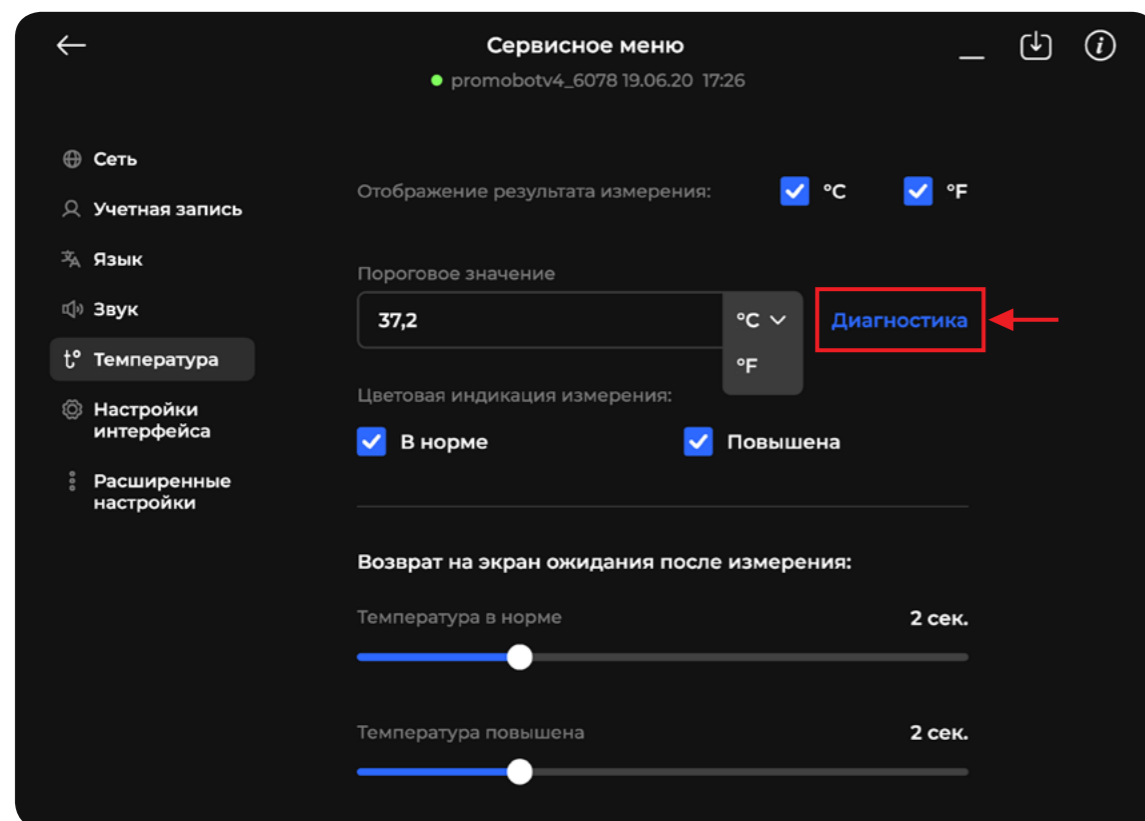 Сервисное меню
promobotv4_6078 19.06.20 17:26
Сеть
Учетная запись
Язык
Звук
t° Температура
Настройки
интерфейса
Расширенные
настройки
Отображение результата измерения: °C °F
Пороговое значение
37,2 °C Диагностика
°F
Цветовая индикация измерения:
В норме Повышена
Возврат на экран ожидания после измерения:
Температура в норме 2 сек.
Температура повышена 2 сек.